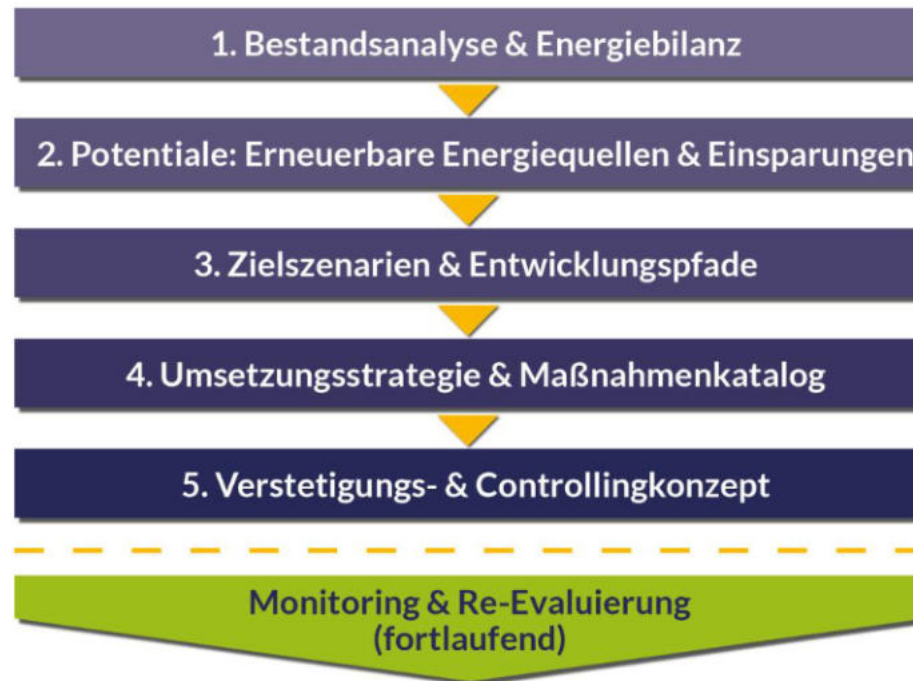 1. Bestandsanalyse & Energiebilanz
2. Potentiale: Erneuerbare Energiequellen & Einsparungen
3. Zielszenarien & Entwicklungspfade
4. Umsetzungsstrategie & Maßnahmenkatalog
5. Verstetigungs- & Controllingkonzept
Monitoring & Re-Evaluierung
(fortlaufend)